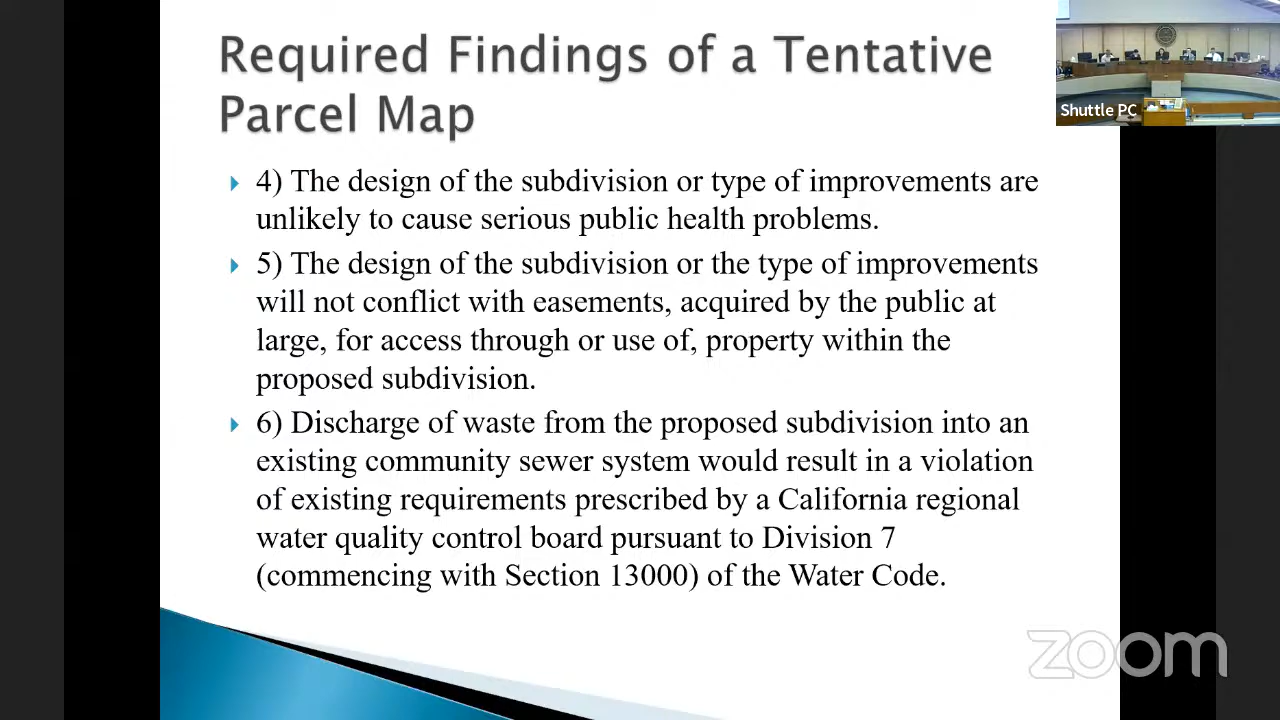 Required Findings of a Tentative
Parcel Map
4) The design of the subdivision or type of improvements are
unlikely to cause serious public health problems.
5) The design of the subdivision or the type of improvements
will not conflict with easements, acquired by the public at
large, for access through or use of, property within the
proposed subdivision.
6) Discharge of waste from the proposed subdivision into an
existing community sewer system would result in a violation
of existing requirements prescribed by a California regional
water quality control board pursuant to Division 7
(commencing with Section 13000) of the Water Code.
Shuttle PC
zoom